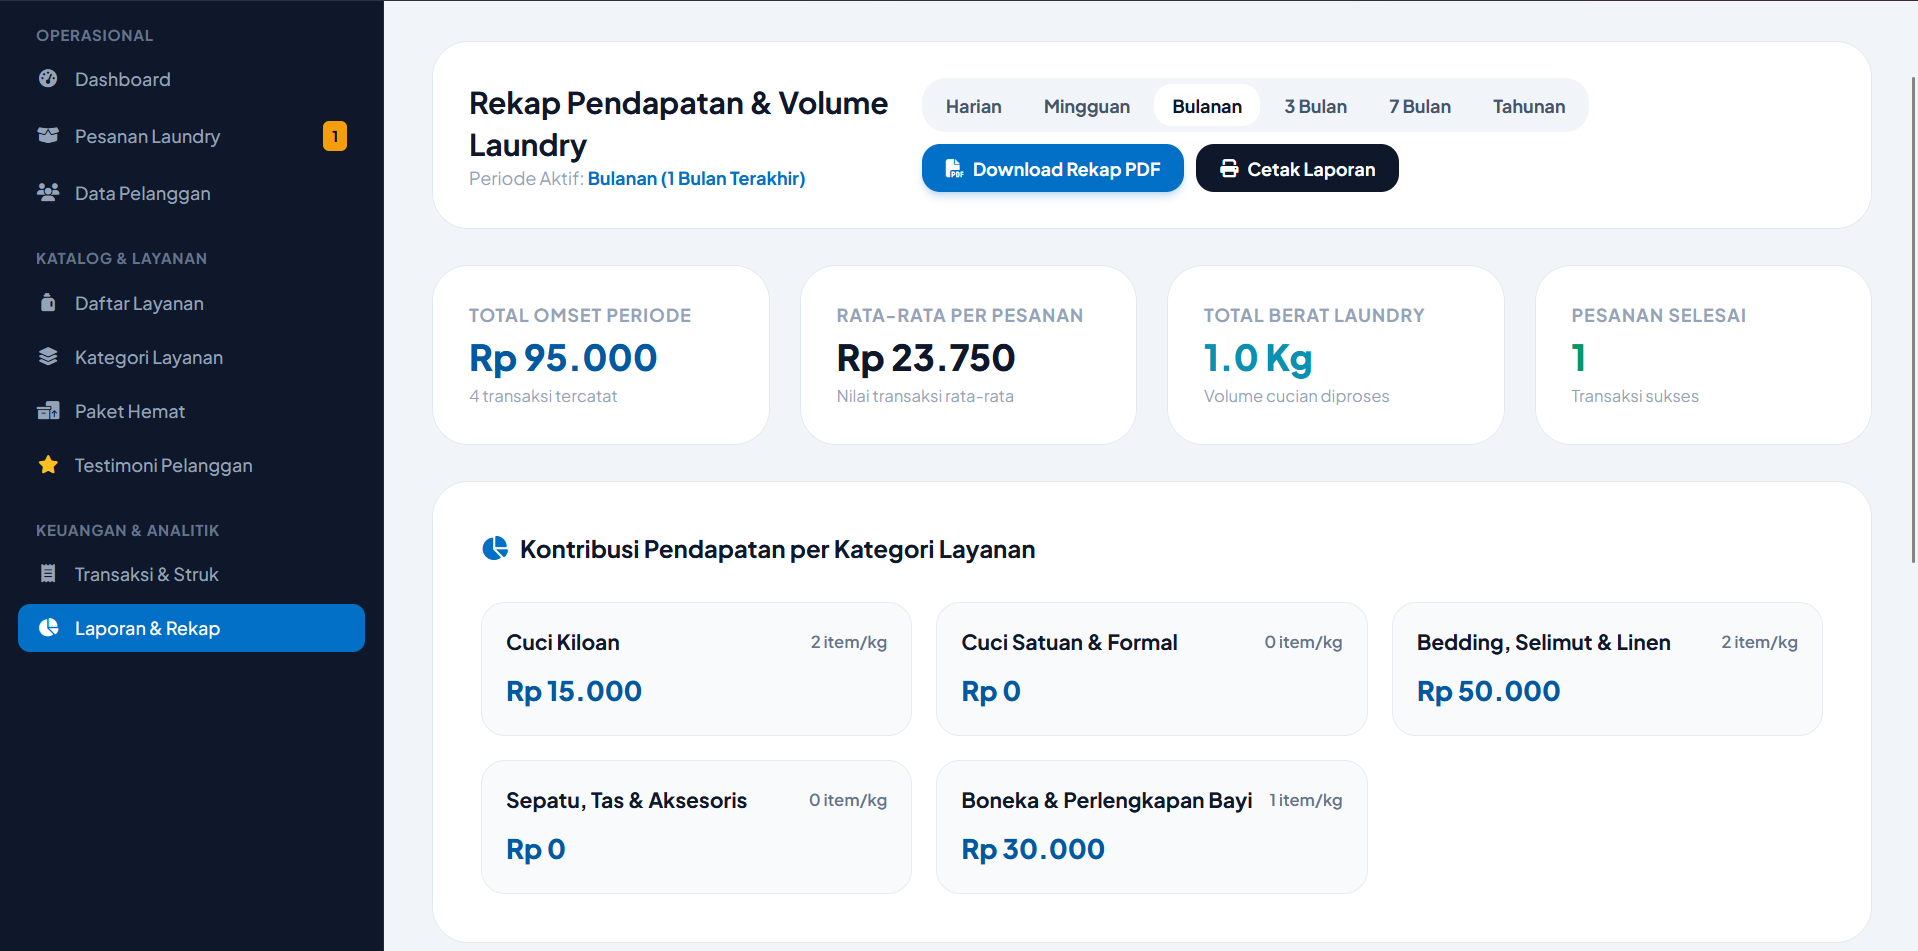 OPERASIONAL
Dashboard
Pesanan Laundry
1
Data Pelanggan
KATALOG & LAYANAN
Daftar Layanan
Kategori Layanan
Paket Hemat
Testimoni Pelanggan
KEUANGAN & ANALITIK
Transaksi & Struk
Laporan & Rekap
Rekap Pendapatan & Volume
Laundry
Periode Aktif: Bulanan (1 Bulan Terakhir)
Harian
Mingguan
Bulanan
3 Bulan
7 Bulan
Tahunan
PDF
Download Rekap PDF
Cetak Laporan
TOTAL OMSET PERIODE
Rp 95.000
4 transaksi tercatat
RATA-RATA PER PESANAN
Rp 23.750
Nilai transaksi rata-rata
TOTAL BERAT LAUNDRY
1.0 Kg
Volume cucian diproses
PESANAN SELESAI
1
Transaksi sukses
Kontribusi Pendapatan per Kategori Layanan
Cuci Kiloan
2 item/kg
Rp 15.000
Cuci Satuan & Formal
0 item/kg
Rp 0
Bedding, Selimut & Linen
2 item/kg
Rp 50.000
Sepatu, Tas & Aksesoris
0 item/kg
Rp 0
Boneka & Perlengkapan Bayi
1 item/kg
Rp 30.000